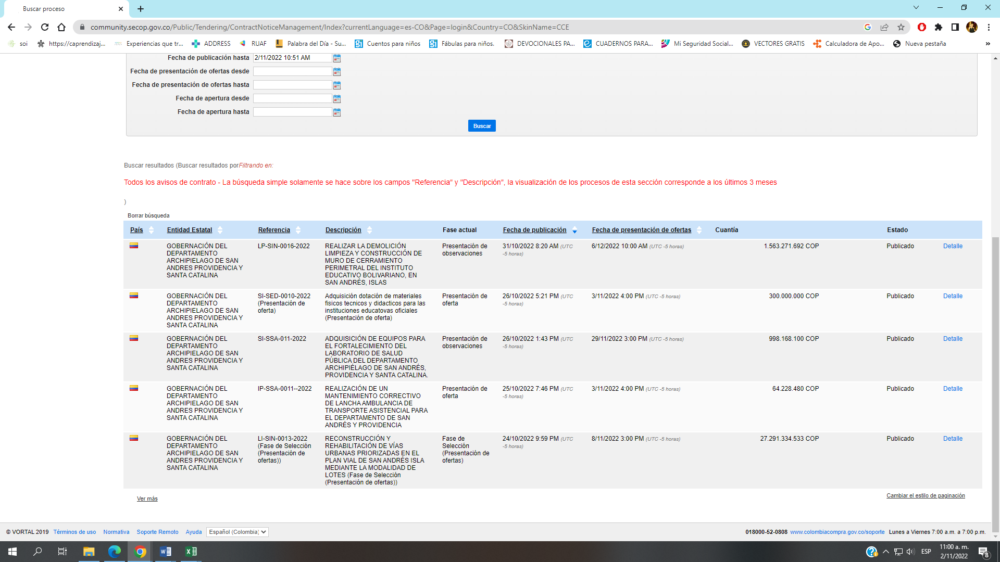 Buscar proceso
community.secop.gov.co/Public/Tendering/ContractNoticeManagement/Index?currentLanguage=es-CO&Page=login&Country=CO&SkinName=CCE
soi https://caprendizaj... Experiencias que tr... ADDRESS RUAF Palabra del Día - Su... Cuentos para niños Fábulas para niños. DEVOCIONALES PA... CUADERNOS PARA... Mi Seguridad Social... VECTORES GRATIS Calculadora de Apo... Nueva pestaña »
Fecha de publicación hasta 2/11/2022 10:51 AM
Fecha de presentación de ofertas desde
Fecha de presentación de ofertas hasta
Fecha de apertura desde
Fecha de apertura hasta
Buscar
Buscar resultados (Buscar resultados porFiltrando en:
Todos los avisos de contrato - La búsqueda simple solamente se hace sobre los campos "Referencia" y "Descripción", la visualización de los procesos de esta sección corresponde a los últimos 3 meses
)
Borrar búsqueda
País Entidad Estatal Referencia Descripción Fase actual Fecha de publicación Fecha de presentación de ofertas Cuantía Estado
GOBERNACIÓN DEL LP-SIN-0016-2022 REALIZAR LA DEMOLICIÓN Presentación de 31/10/2022 8:20 AM (UTC 6/12/2022 10:00 AM (UTC -5 horas) 1.563.271.692 COP Publicado Detalle
DEPARTAMENTO LIMPIEZA Y CONSTRUCCIÓN DE observaciones -5 horas)
ARCHIPIELAGO DE SAN MURO DE CERRAMIENTO
ANDRES PROVIDENCIA Y PERIMETRAL DEL INSTITUTO
SANTA CATALINA EDUCATIVO BOLIVARIANO, EN
SAN ANDRÉS, ISLAS
GOBERNACIÓN DEL SI-SED-0010-2022 Adquisición dotación de materiales Presentación de 26/10/2022 5:21 PM (UTC 3/11/2022 4:00 PM (UTC -5 horas) 300.000.000 COP Publicado Detalle
DEPARTAMENTO (Presentación de fisicos tecnicos y didacticos para las oferta -5 horas)
ARCHIPIELAGO DE SAN oferta) instituciones educatovas oficiales
ANDRES PROVIDENCIA Y (Presentación de oferta)
SANTA CATALINA
GOBERNACIÓN DEL SI-SSA-011-2022 ADQUISICIÓN DE EQUIPOS PARA Presentación de 26/10/2022 1:43 PM (UTC 29/11/2022 3:00 PM (UTC -5 horas) 998.168.100 COP Publicado Detalle
DEPARTAMENTO EL FORTALECIMIENTO DEL observaciones -5 horas)
ARCHIPIELAGO DE SAN LABORATORIO DE SALUD
ANDRES PROVIDENCIA Y PÚBLICA DEL DEPARTAMENTO
SANTA CATALINA ARCHIPIÉLAGO DE SAN ANDRÉS,
PROVIDENCIA Y SANTA CATALINA.
GOBERNACIÓN DEL IP-SSA-0011--2022 REALIZACIÓN DE UN Presentación de 25/10/2022 7:46 PM (UTC 3/11/2022 4:00 PM (UTC -5 horas) 64.228.480 COP Publicado Detalle
DEPARTAMENTO MANTENIMIENTO CORRECTIVO oferta -5 horas)
ARCHIPIELAGO DE SAN DE LANCHA AMBULANCIA DE
ANDRES PROVIDENCIA Y TRANSPORTE ASISTENCIAL PARA
SANTA CATALINA EL DEPARTAMENTO DE SAN
ANDRÉS Y PROVIDENCIA
GOBERNACIÓN DEL LI-SIN-0013-2022 RECONSTRUCCIÓN Y Fase de 24/10/2022 9:59 PM (UTC 8/11/2022 3:00 PM (UTC -5 horas) 27.291.334.533 COP Publicado Detalle
DEPARTAMENTO (Fase de Selección REHABILITACIÓN DE VÍAS Selección -5 horas)
ARCHIPIELAGO DE SAN (Presentación de URBANAS PRIORIZADAS EN EL (Presentación de
ANDRES PROVIDENCIA Y ofertas)) PLAN VIAL DE SAN ANDRÉS ISLA ofertas)
SANTA CATALINA MEDIANTE LA MODALIDAD DE
LOTES (Fase de Selección
(Presentación de ofertas))
Ver más Cambiar el estilo de paginación
© VORTAL 2019 Términos de uso Normativa Soporte Remoto Ayuda Español (Colombia) 018000-52-0808 www.colombiacompra.gov.co/soporte Lunes a Viernes 7:00 a.m. a 7:00 p.m.
ESP 11:00 a. m.
2/11/2022 8